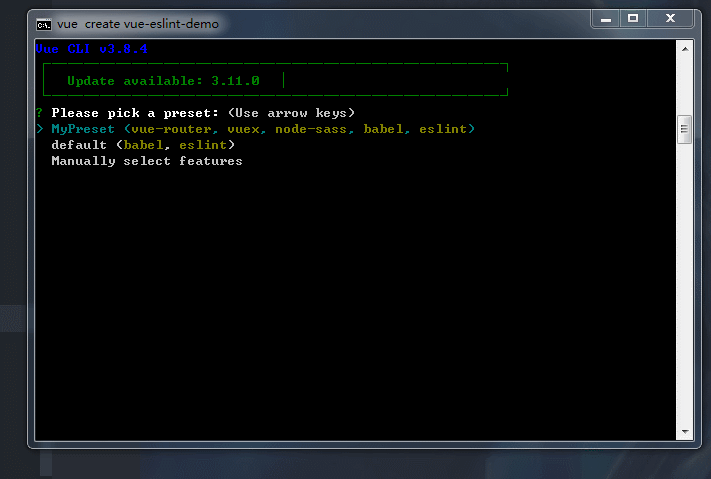 vue  create vue-eslint-demo
Vue CLI v3.8.4
Update available: 3.11.0
? Please pick a preset: (Use arrow keys)
> MyPreset (vue-router, vuex, node-sass, babel, eslint)
default (babel, eslint)
Manually select features